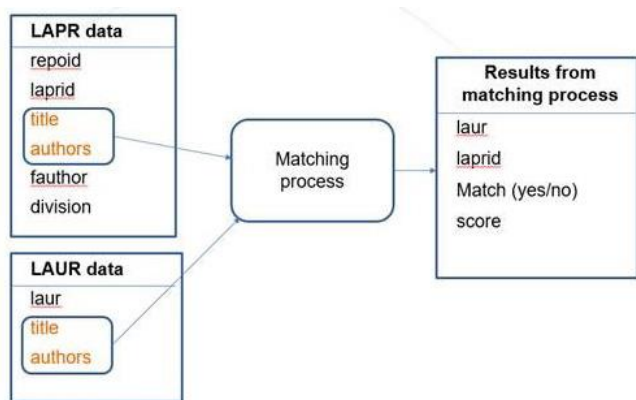 LAPR data
repoid
laprid
title
authors
fauthor
division
LAUR data
laur
title
authors
Matching
process
Results from
matching process
laur
laprid
Match (yes/no)
score